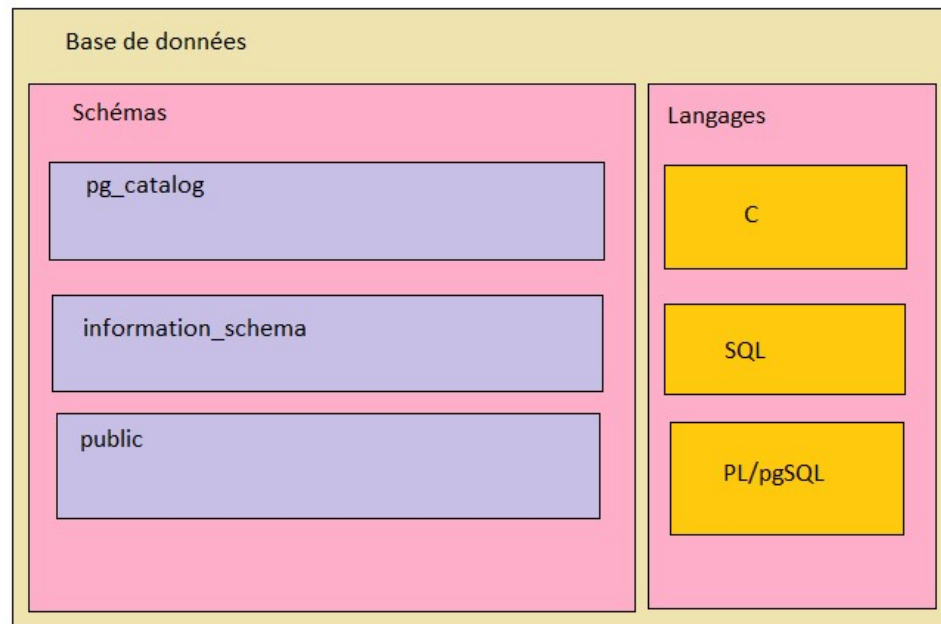 Base de données
Schémas
pg_catalog
information_schema
public
Langages
C
SQL
PL/pgSQL